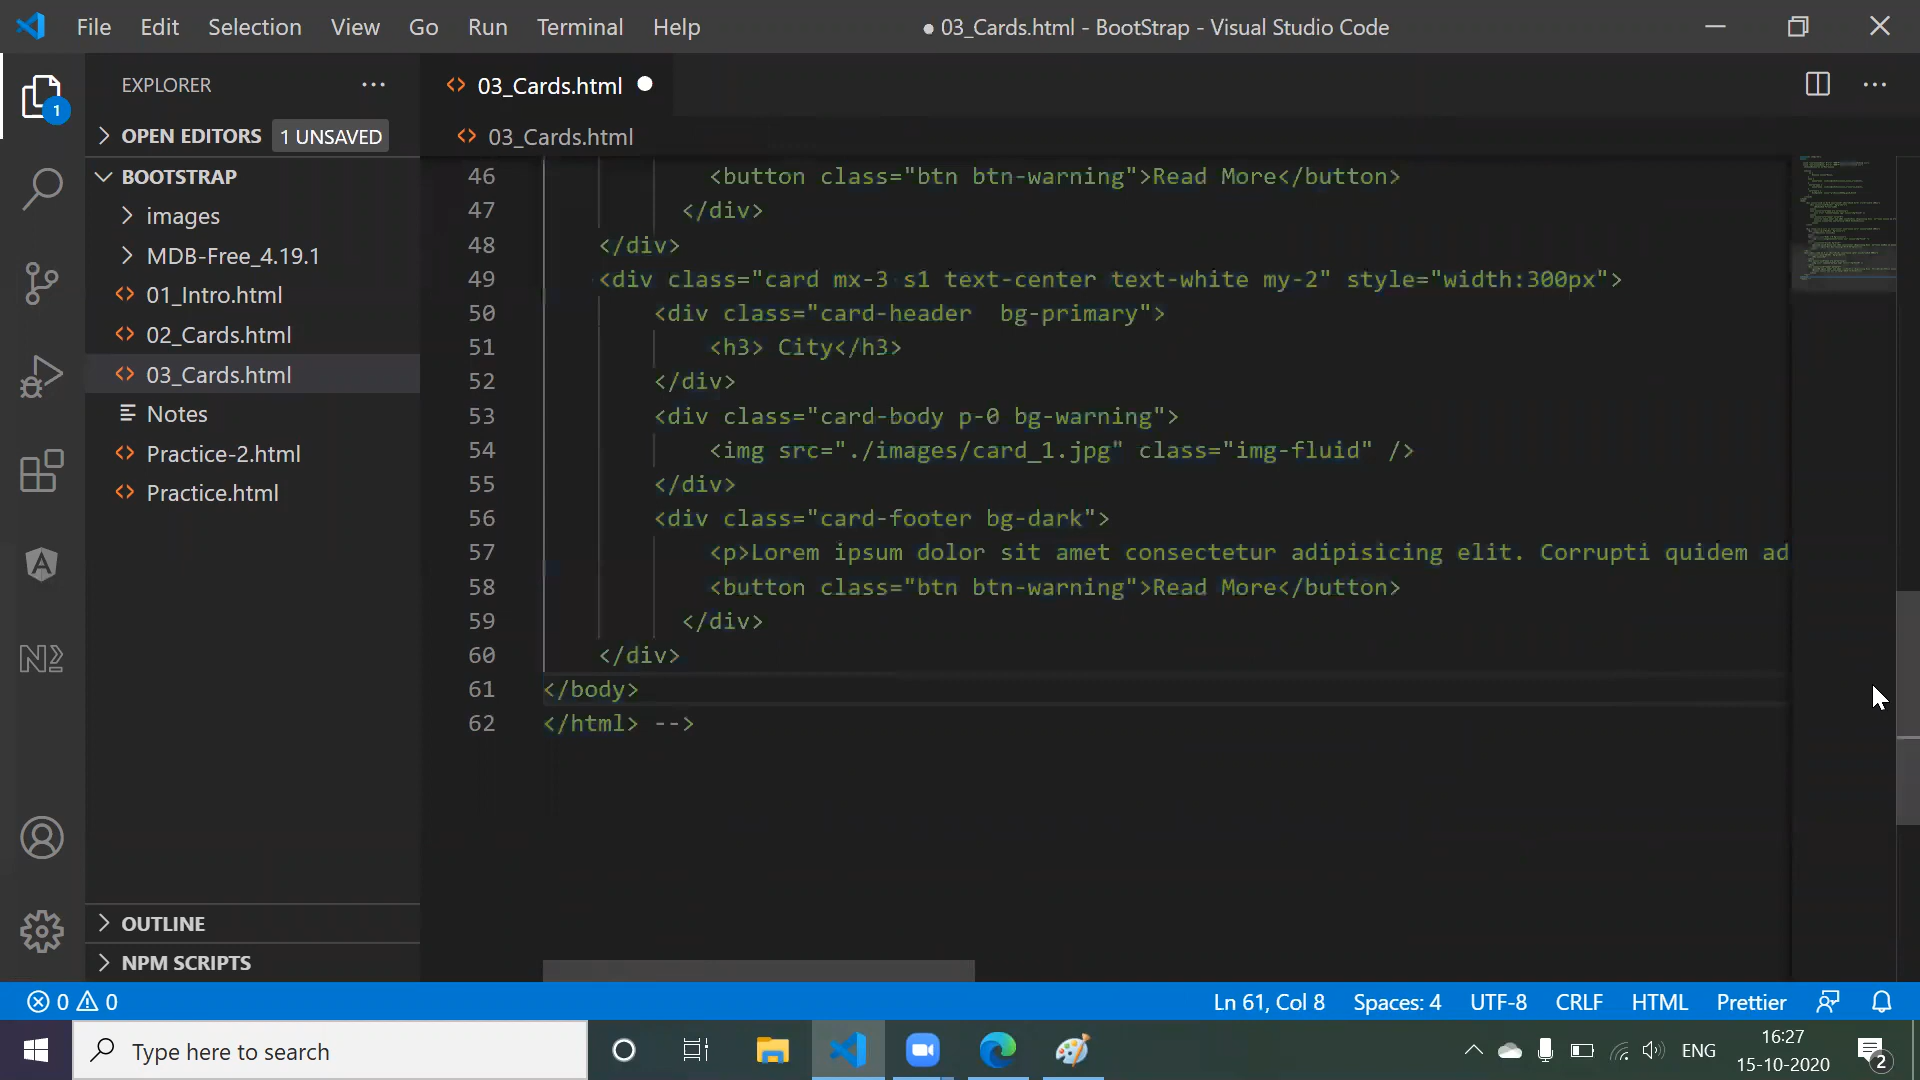 File Edit Selection View Go Run Terminal Help
● 03_Cards.html - BootStrap - Visual Studio Code
EXPLORER
1
OPEN EDITORS 1 UNSAVED
BOOTSTRAP
images
MDB-Free_4.19.1
01_Intro.html
02_Cards.html
03_Cards.html
Notes
Practice-2.html
Practice.html
OUTLINE
NPM SCRIPTS
03_Cards.html
03_Cards.html
46 <button class="btn btn-warning">Read More</button>
47 </div>
48 </div>
49 <div class="card mx-3 s1 text-center text-white my-2" style="width:300px">
50 <div class="card-header  bg-primary">
51 <h3> City</h3>
52 </div>
53 <div class="card-body p-0 bg-warning">
54 <img src="./images/card_1.jpg" class="img-fluid" />
55 </div>
56 <div class="card-footer bg-dark">
57 <p>Lorem ipsum dolor sit amet consectetur adipisicing elit. Corrupti quidem ad
58 <button class="btn btn-warning">Read More</button>
59 </div>
60 </div>
61 </body>
62 </html> -->
0 0
Ln 61, Col 8 Spaces: 4 UTF-8 CRLF HTML Prettier
Type here to search
ENG
16:27
15-10-2020
2